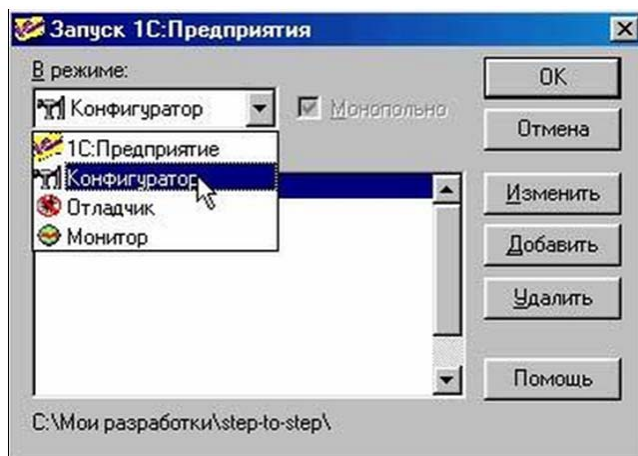 Запуск 1С:Предприятия
В режиме:
Конфигуратор
Монопольно
1С:Предприятие
Конфигуратор
Отладчик
Монитор
OK
Отмена
Изменить
Добавить
Удалить
Помощь
C:\Мои разработки\step-to-step\